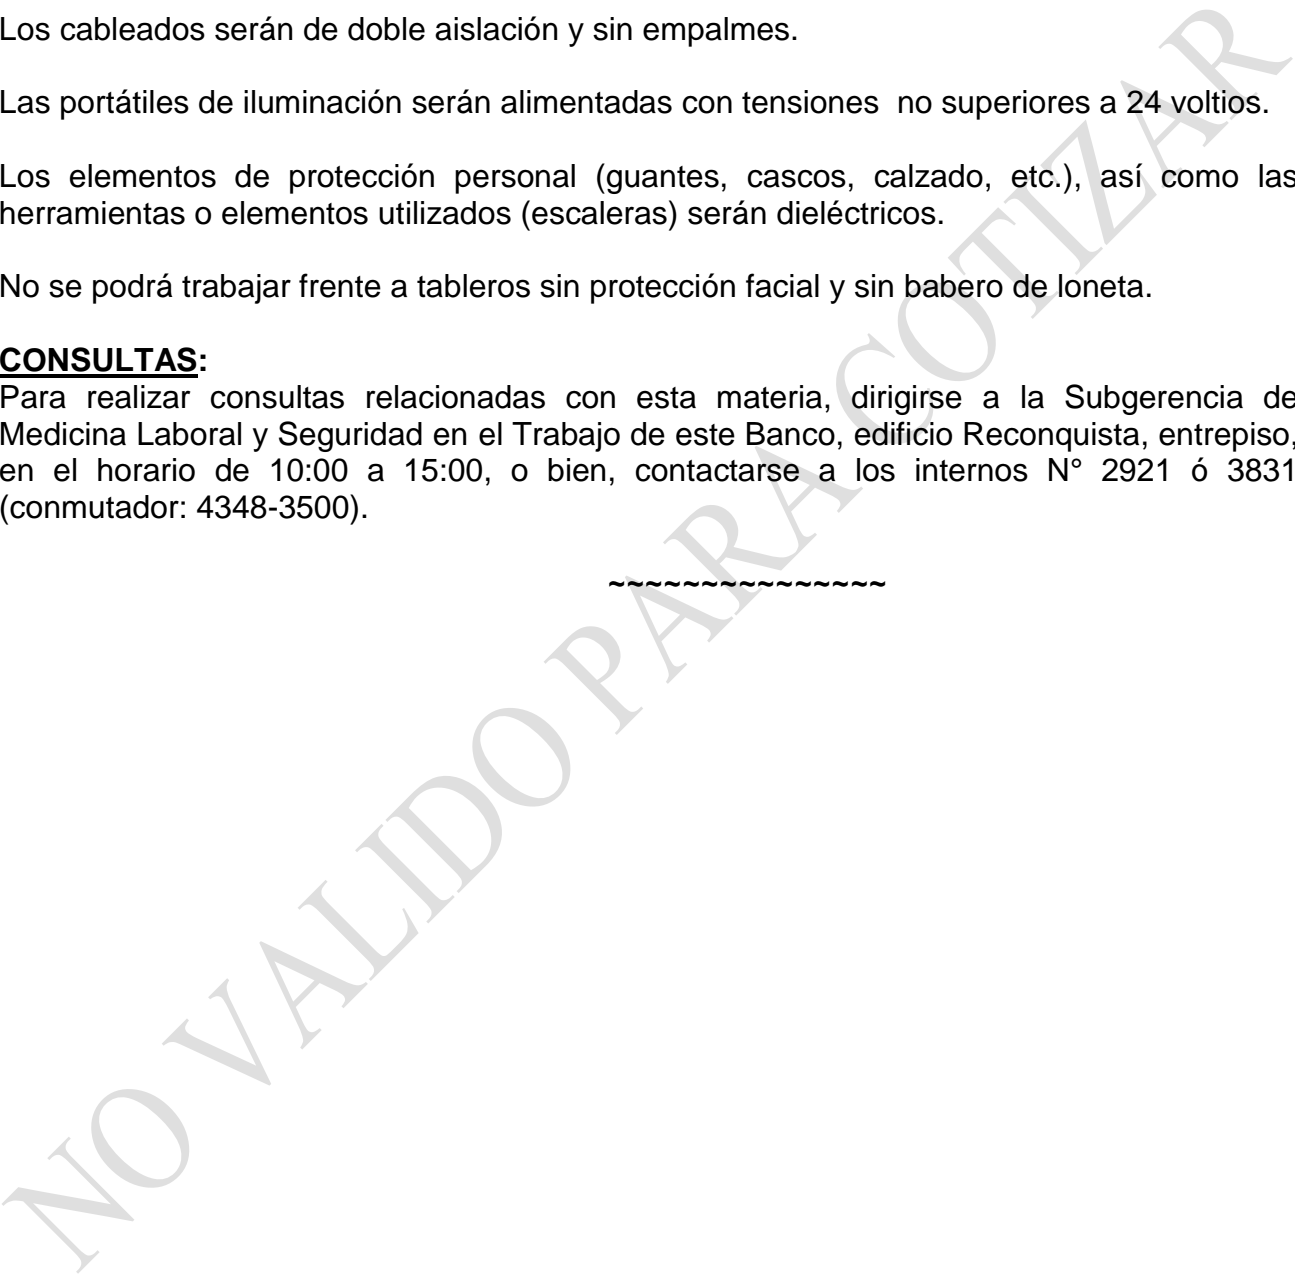 Los cableados serán de doble aislación y sin empalmes.
Las portátiles de iluminación serán alimentadas con tensiones  no superiores a 24 voltios.
Los elementos de protección personal (guantes, cascos, calzado, etc.), así como las
herramientas o elementos utilizados (escaleras) serán dieléctricos.
No se podrá trabajar frente a tableros sin protección facial y sin babero de loneta.
CONSULTAS:
Para realizar consultas relacionadas con esta materia, dirigirse a la Subgerencia de
Medicina Laboral y Seguridad en el Trabajo de este Banco, edificio Reconquista, entrepiso,
en el horario de 10:00 a 15:00, o bien, contactarse a los internos N° 2921 ó 3831
(conmutador: 4348-3500).
~~~~~~~~~~~~~~~
NO VALIDO PARA COTIZAR